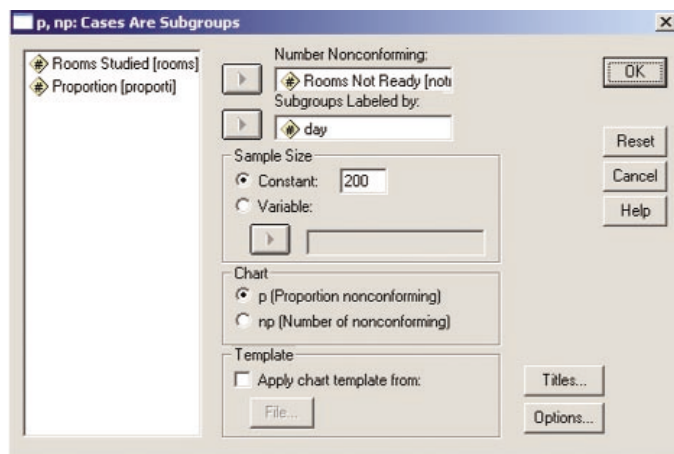 p, np: Cases Are Subgroups
Rooms Studied [rooms]
Proportion [proporti]
Number Nonconforming:
Rooms Not Ready [notr
Subgroups Labeled by:
day
Sample Size
Constant: 200
Variable:
Chart
p (Proportion nonconforming)
np (Number of nonconforming)
Template
Apply chart template from:
File...
OK
Reset
Cancel
Help
Titles...
Options...